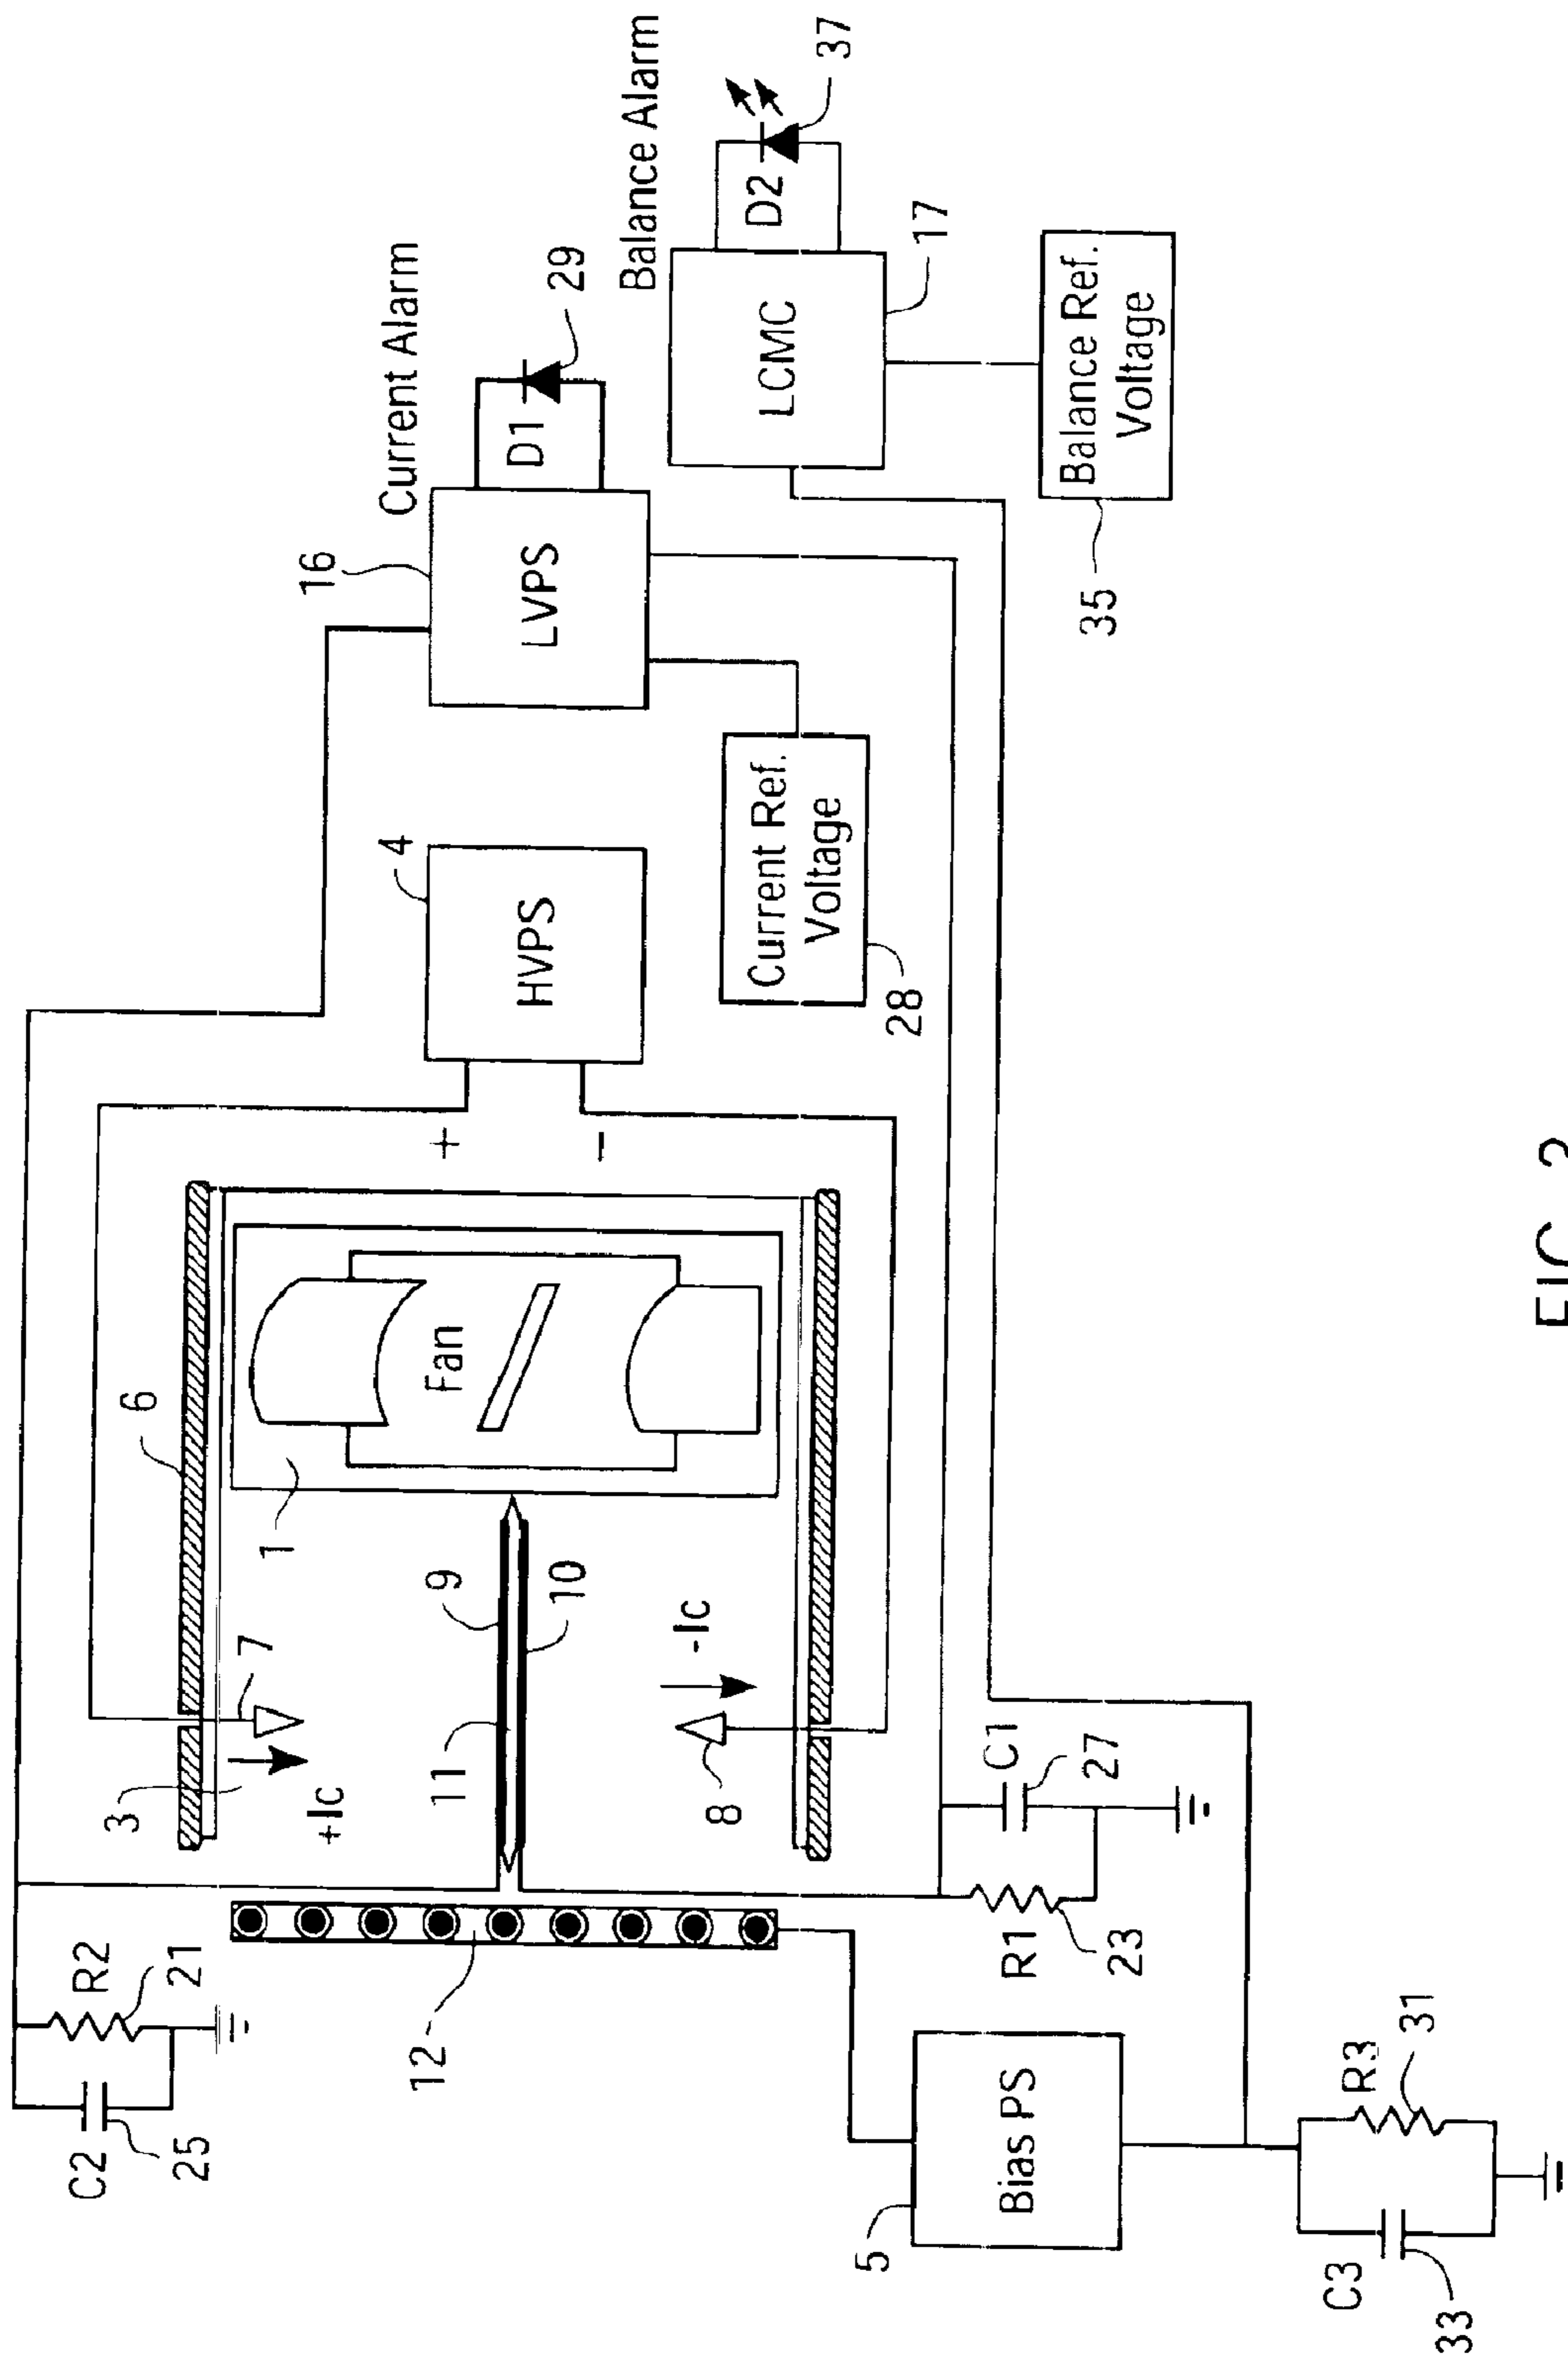 C2
25
R2
21
3
+Ic
7
6
1
Fan
9
10
11
-Ic
8
12
+
−
4
HVPS
16
LVPS
Current Alarm
D1
29
Balance Alarm
LCMC
D2
37
17
Current Ref.
Voltage
28
Balance Ref.
Voltage
35
C1
27
R1
23
5
Bias PS
R3
31
C3
33